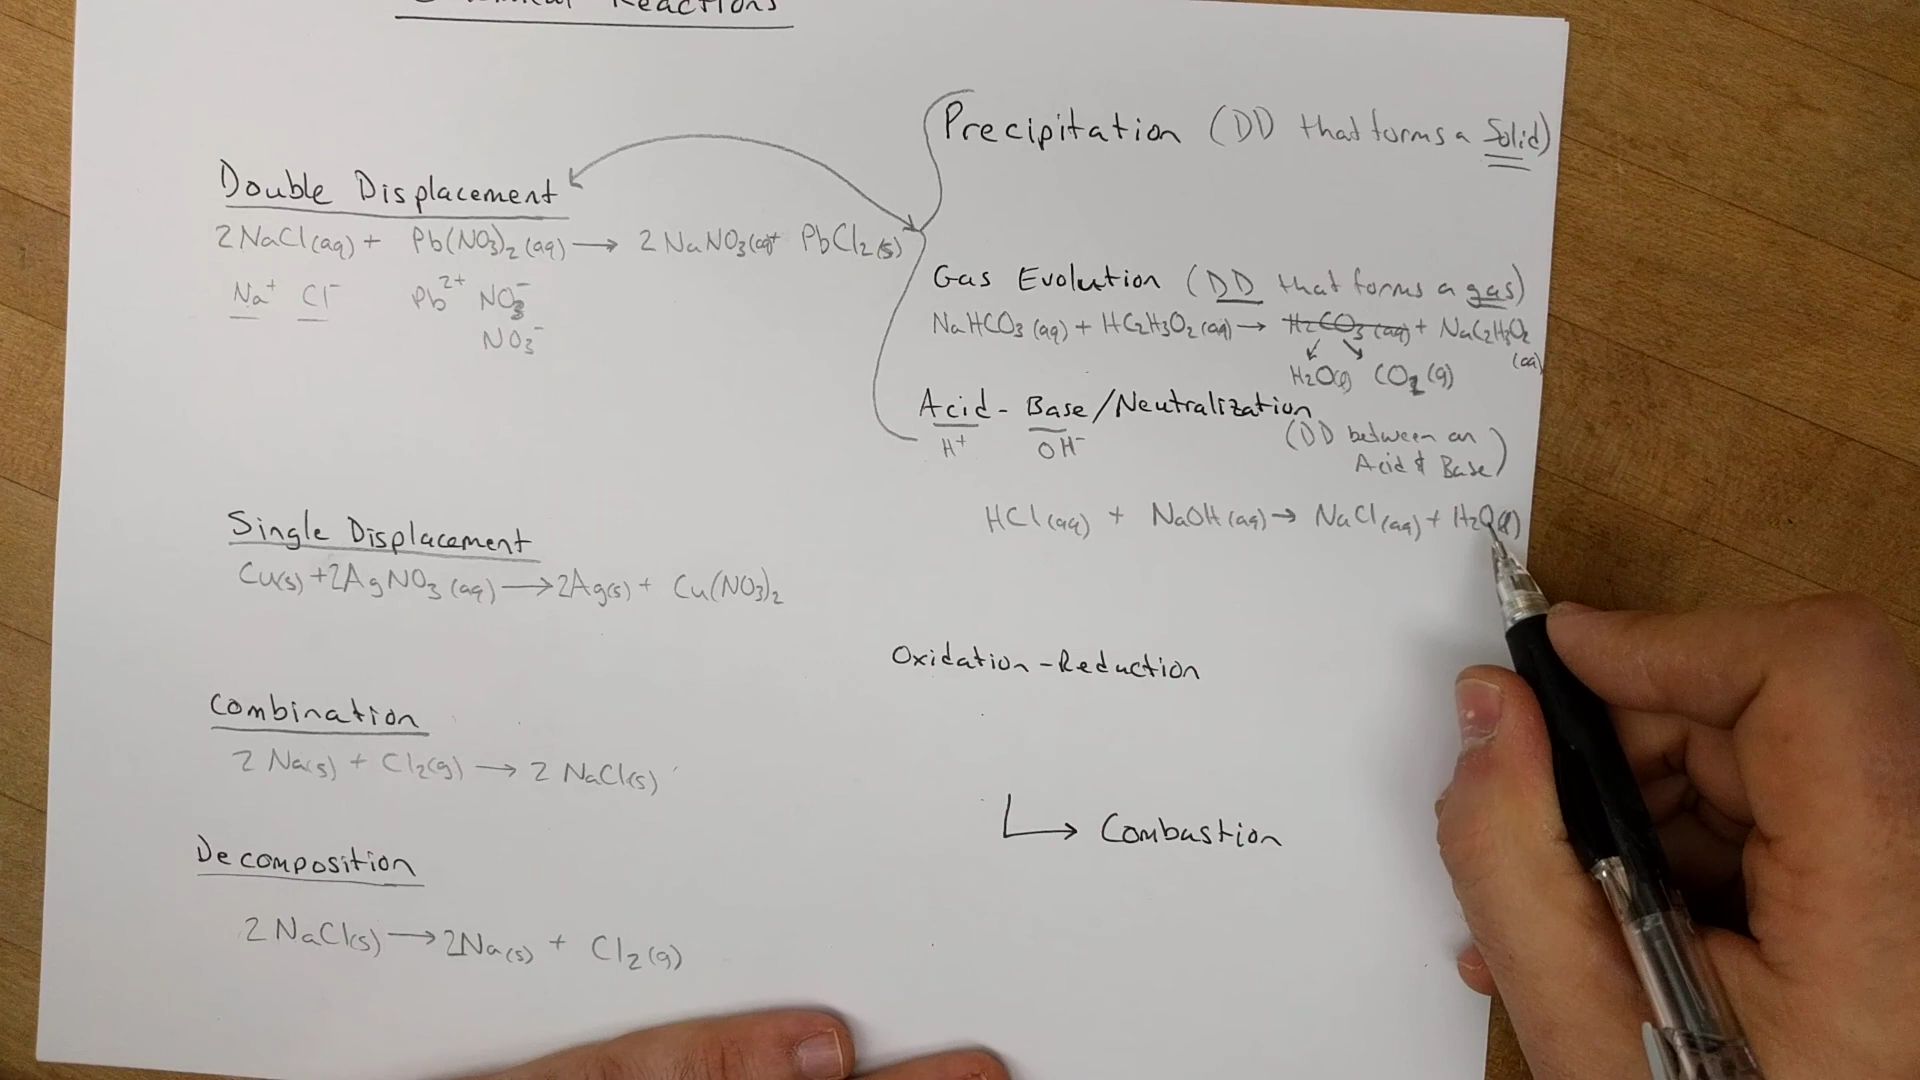 Reactions
Double Displacement
2NaCl(aq) + Pb(NO3)2(aq) → 2NaNO3(aq)+ PbCl2(s)
Na+ Cl- Pb2+ NO3-
NO3-
Single Displacement
Cu(s)+2AgNO3(aq) → 2Ag(s) + Cu(NO3)2
Combination
2Na(s) + Cl2(g) → 2NaCl(s)
Decomposition
2NaCl(s) → 2Na(s) + Cl2(g)
Precipitation (DD that forms a Solid)
Gas Evolution (DD that forms a gas)
NaHCO3(aq) + HC2H3O2(aq) → H2CO3(aq) + NaC2H3O2
(aq)
H2O(l) CO2(g)
Acid-Base/Neutralization
H+ OH-
(DD between an
Acid & Base)
HCl(aq) + NaOH(aq) → NaCl(aq) + H2O(l)
Oxidation-Reduction
Combustion